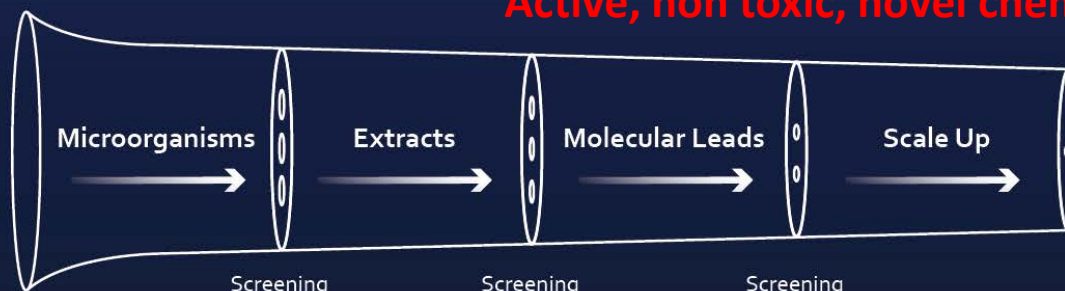 Active, non toxic, novel
Microorganisms Extracts Molecular Leads Scale Up
Screening Screening Screening